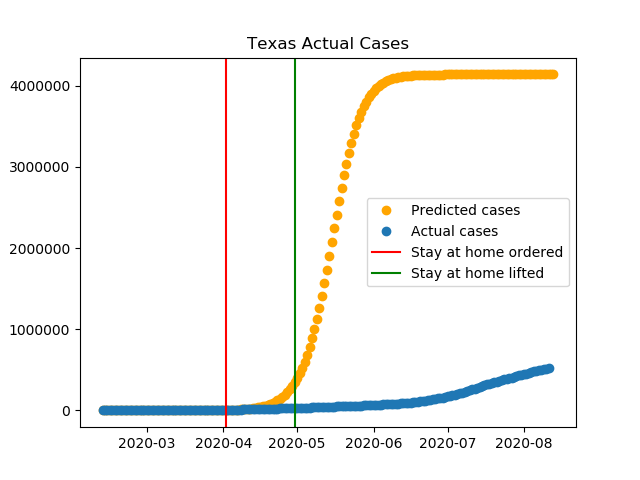 Texas Actual Cases
4000000
3000000
2000000
1000000
0
Predicted cases
Actual cases
Stay at home ordered
Stay at home lifted
2020-03 2020-04 2020-05 2020-06 2020-07 2020-08